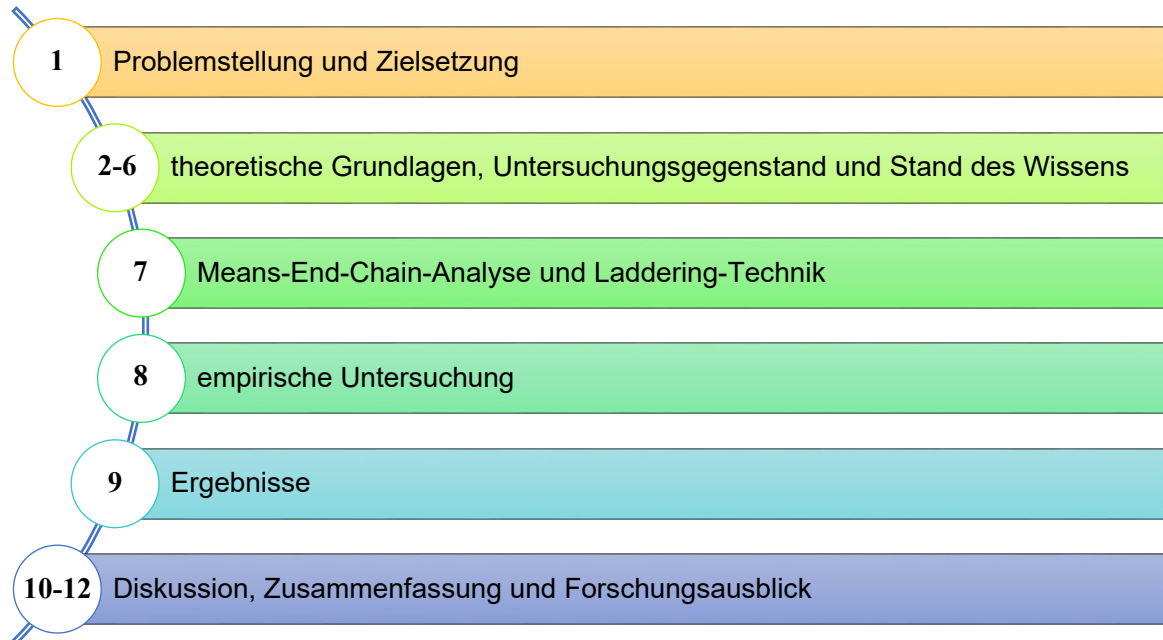 1 Problemstellung und Zielsetzung
2-6 theoretische Grundlagen, Untersuchungsgegenstand und Stand des Wissens
7 Means-End-Chain-Analyse und Laddering-Technik
8 empirische Untersuchung
9 Ergebnisse
10-12 Diskussion, Zusammenfassung und Forschungsausblick